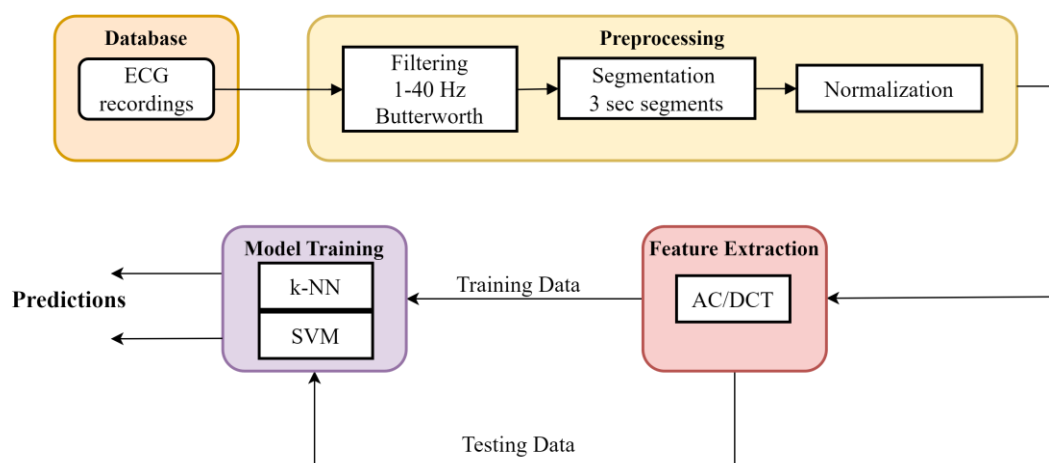 Database
ECG
recordings
Preprocessing
Filtering
1-40 Hz
Butterworth
Segmentation
3 sec segments
Normalization
Model Training
k-NN
SVM
Predictions
Training Data
Feature Extraction
AC/DCT
Testing Data